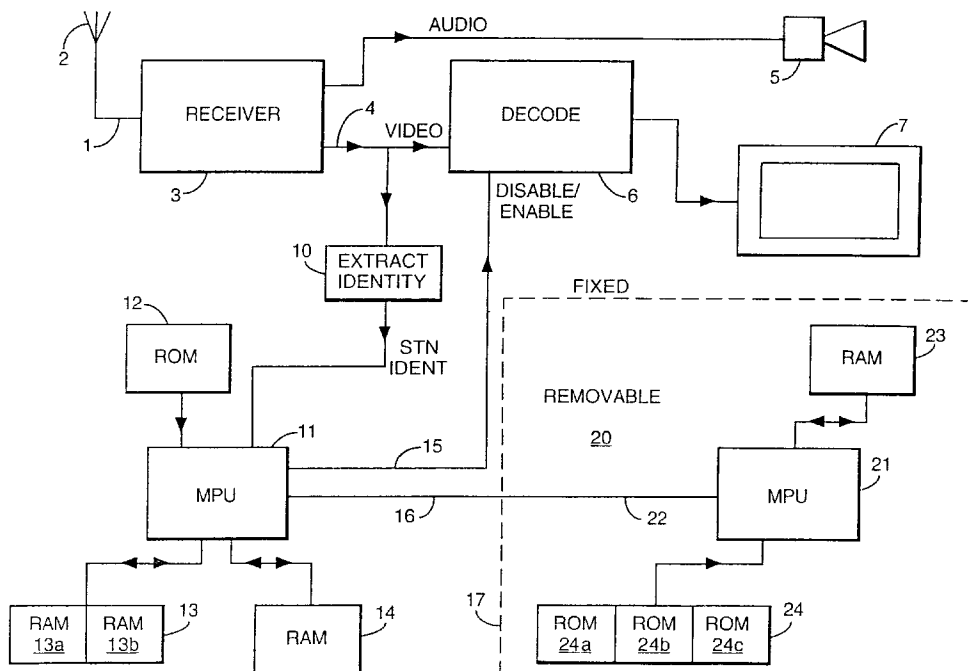 2
AUDIO
5
RECEIVER
4
VIDEO
DECODE
1
3
6
7
DISABLE/
ENABLE
10
EXTRACT
IDENTITY
FIXED
12
ROM
STN
IDENT
REMOVABLE
20
RAM
23
11
15
MPU
16
22
MPU
21
RAM
13a
RAM
13b
13
RAM
14
17
ROM
24a
ROM
24b
ROM
24c
24